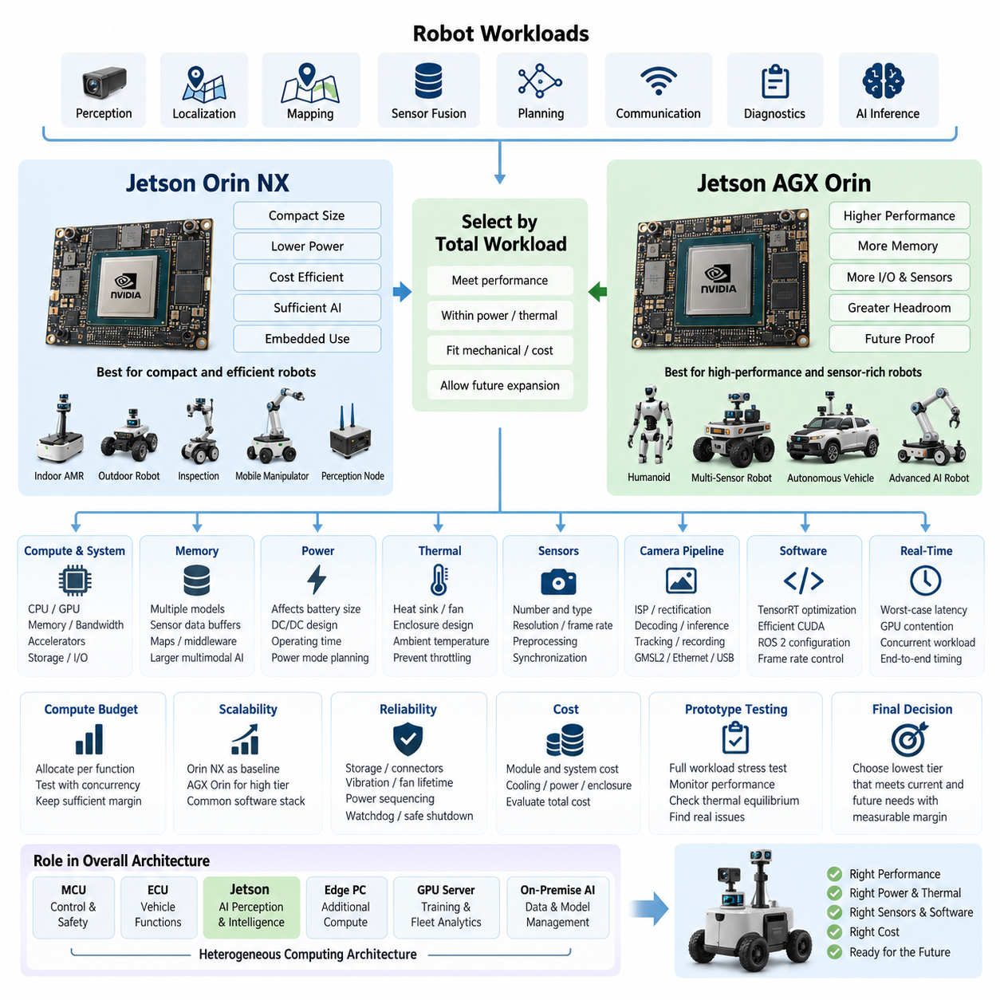 Robot Workloads
Perception
Localization
Mapping
Sensor Fusion
Planning
Communication
Diagnostics
AI Inference
Jetson Orin NX
NVIDIA
Compact Size
Lower Power
Cost Efficient
Sufficient AI
Embedded Use
Best for compact and efficient robots
Indoor AMR
Outdoor Robot
Inspection
Mobile Manipulator
Perception Node
Select by
Total Workload
Meet performance
Within power / thermal
Fit mechanical / cost
Allow future expansion
Jetson AGX Orin
NVIDIA
Higher Performance
More Memory
More I/O & Sensors
Greater Headroom
Future Proof
Best for high-performance and sensor-rich robots
Humanoid
Multi-Sensor Robot
Autonomous Vehicle
Advanced AI Robot
Compute & System
CPU / GPU
Memory / Bandwidth
Accelerators
Storage / I/O
Memory
Multiple models
Sensor data buffers
Maps / middleware
Larger multimodal AI
Power
Affects battery size
DC/DC design
Operating time
Power mode planning
Thermal
Heat sink / fan
Enclosure design
Ambient temperature
Prevent throttling
Sensors
Number and type
Resolution / frame rate
Preprocessing
Synchronization
Camera Pipeline
ISP / rectification
Decoding / inference
Tracking / recording
GMSL2 / Ethernet / USB
Software
TensorRT optimization
Efficient CUDA
ROS 2 configuration
Frame rate control
Real-Time
Worst-case latency
GPU contention
Concurrent workload
End-to-end timing
Compute Budget
Allocate per function
Test with concurrency
Keep sufficient margin
Scalability
Orin NX as baseline
AGX Orin for high tier
Common software stack
Reliability
Storage / connectors
Vibration / fan lifetime
Power sequencing
Watchdog / safe shutdown
Cost
Module and system cost
Cooling / power / enclosure
Evaluate total cost
Prototype Testing
Full workload stress test
Monitor performance
Check thermal equilibrium
Find real issues
Final Decision
Choose lowest tier
that meets current and
future needs with
measurable margin
Role in Overall Architecture
MCU
Control &
Safety
ECU
Vehicle
Functions
Jetson
AI Perception
& Intelligence
Edge PC
Additional
Compute
GPU Server
Training &
Fleet Analytics
On-Premise AI
Data & Model
Management
Heterogeneous Computing Architecture
Right Performance
Right Power & Thermal
Right Sensors & Software
Right Cost
Ready for the Future